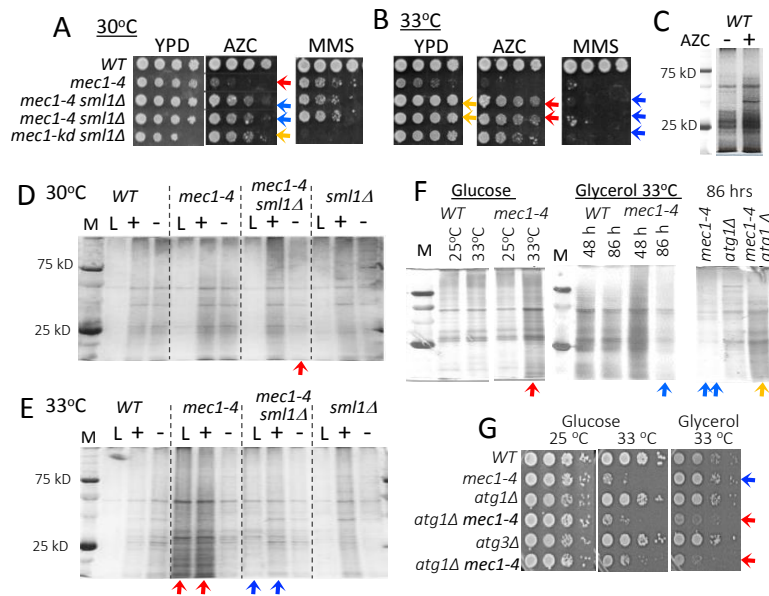 A 30°C
YPD AZC MMS
WT
mec1-4
mec1-4 sml1Δ
mec1-4 sml1Δ
mec1-kd sml1Δ
B 33°C
YPD AZC MMS
C WT
AZC - +
75 kD
25 kD
D 30°C
WT mec1-4 mec1-4 sml1Δ sml1Δ
M L + - L + - L + - L + -
75 kD
25 kD
E 33°C
WT mec1-4 mec1-4 sml1Δ sml1Δ
M L + - L + - L + - L + -
75 kD
25 kD
F Glucose Glycerol 33°C 86 hrs
WT mec1-4 WT mec1-4 mec1-4 atg1Δ mec1-4 atg1Δ
M 25°C 33°C 25°C 33°C M 48 h 86 h 48 h 86 h
G Glucose Glycerol
25 °C 33 °C 33 °C
WT
mec1-4
atg1Δ
atg1Δ mec1-4
atg3Δ
atg1Δ mec1-4